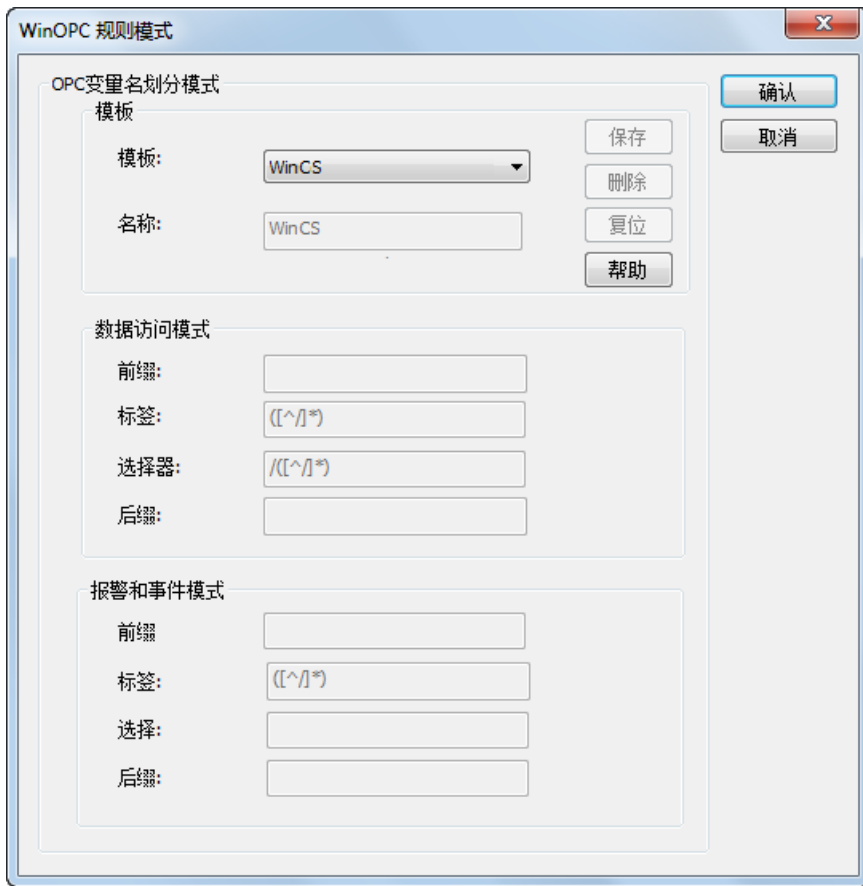 WinOPC 规则模式
OPC变量名划分模式
确认
模板
取消
模板: WinCS
保存
删除
名称: WinCS
复位
帮助
数据访问模式
前缀:
标签: ([^/]*)
选择器: /([^/]*)
后缀:
报警和事件模式
前缀
标签: ([^/]*)
选择:
后缀: